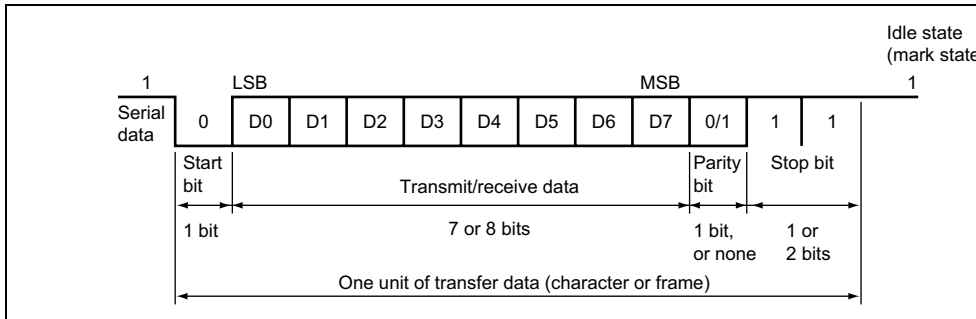 Idle state
(mark state
1 LSB MSB 1
Serial
data
0 D0 D1 D2 D3 D4 D5 D6 D7 0/1 1 1
Start
bit
Transmit/receive data
Parity
bit
Stop bit
1 bit
7 or 8 bits
1 bit,
or none
1 or
2 bits
One unit of transfer data (character or frame)